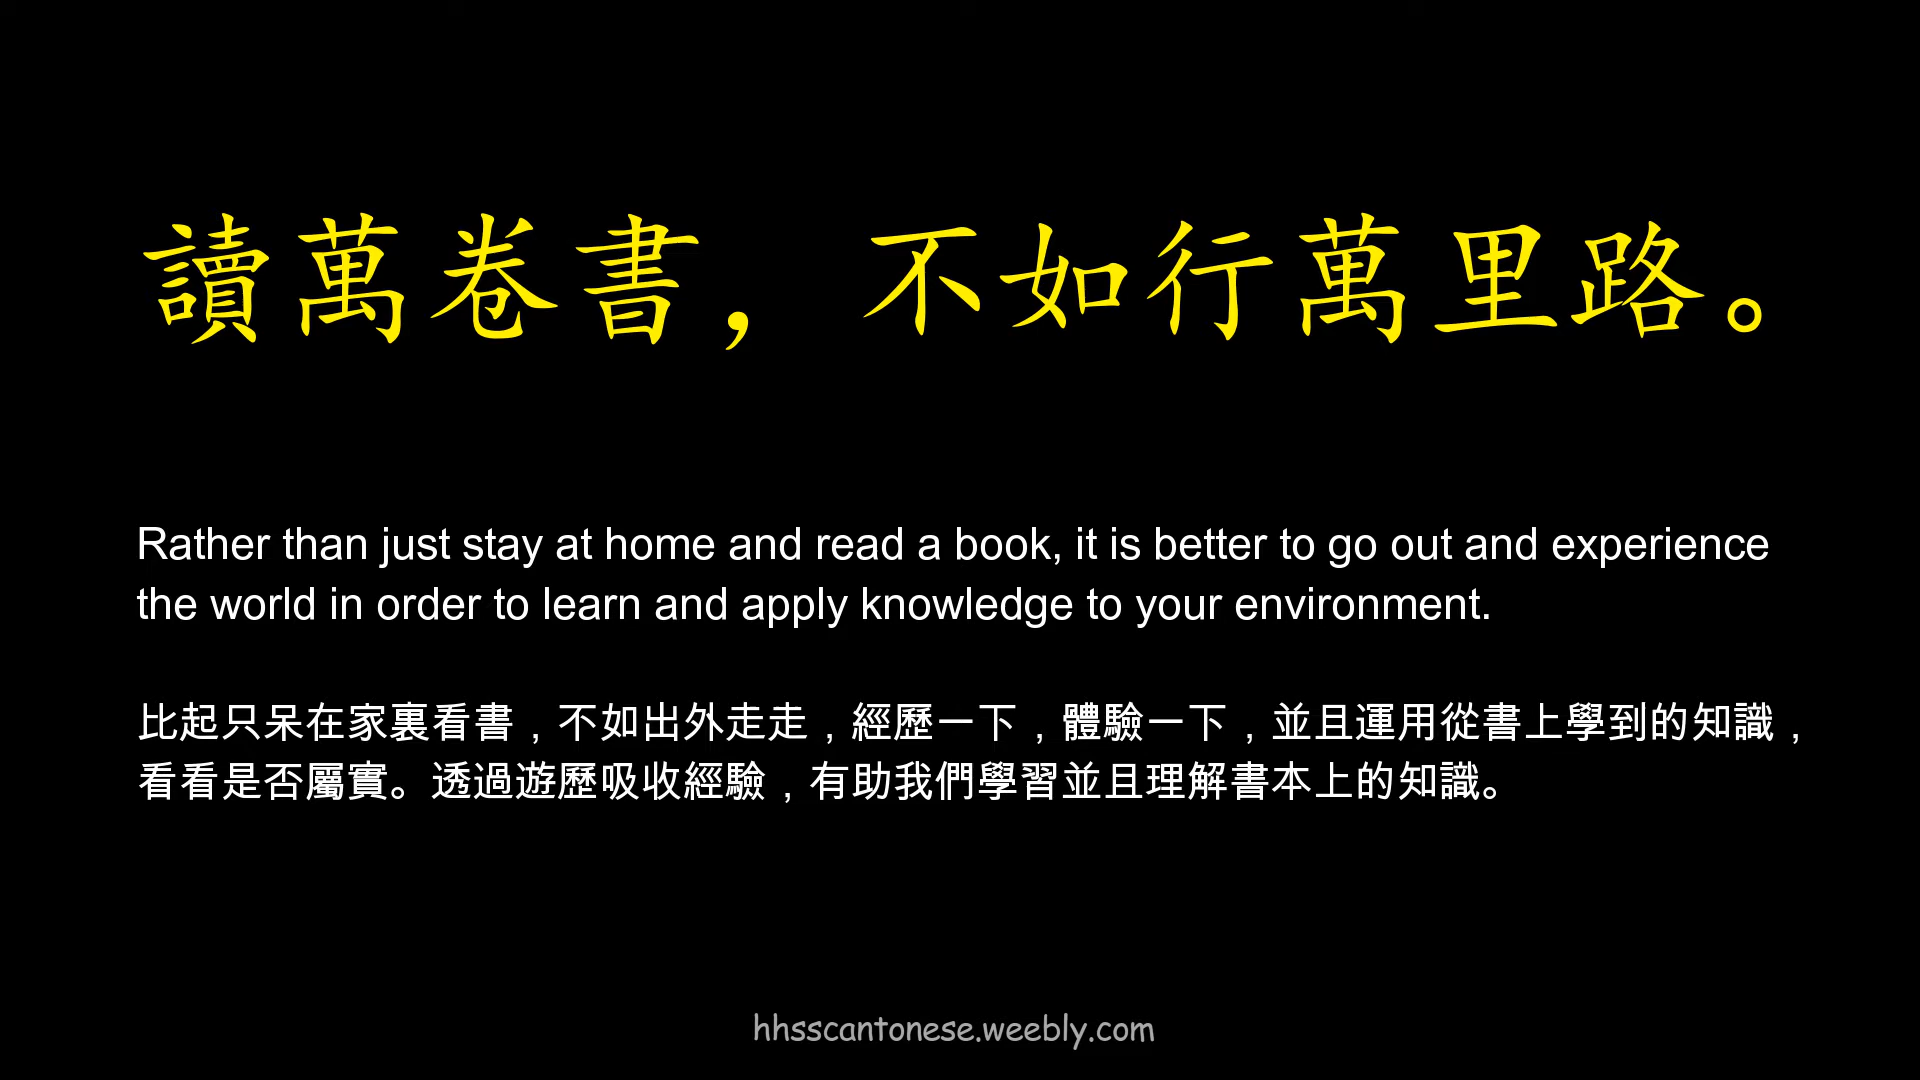 讀萬卷書，不如行萬里路。
Rather than just stay at home and read a book, it is better to go out and experience
the world in order to learn and apply knowledge to your environment.
比起只呆在家裏看書，不如出外走走，經歷一下，體驗一下，並且運用從書上學到的知識，
看看是否屬實。透過遊歷吸收經驗，有助我們學習並且理解書本上的知識。
hhsscantonese.weebly.com